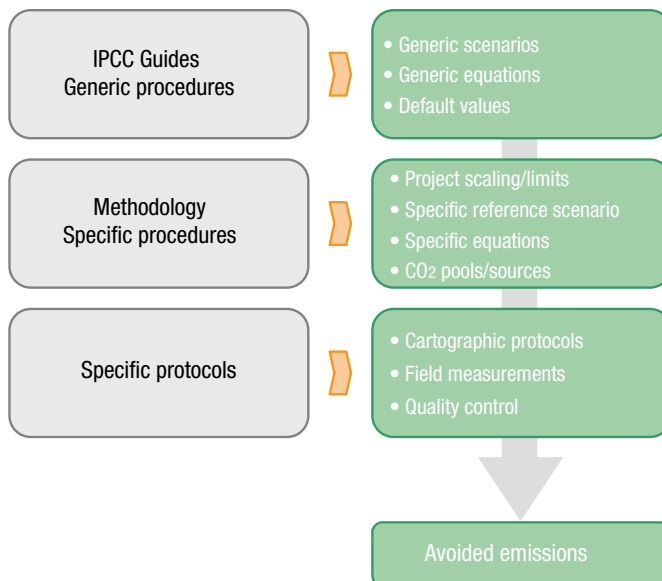 IPCC Guides
Generic procedures
• Generic scenarios
• Generic equations
• Default values
Methodology
Specific procedures
• Project scaling/limits
• Specific reference scenario
• Specific equations
• CO2 pools/sources
Specific protocols
• Cartographic protocols
• Field measurements
• Quality control
Avoided emissions